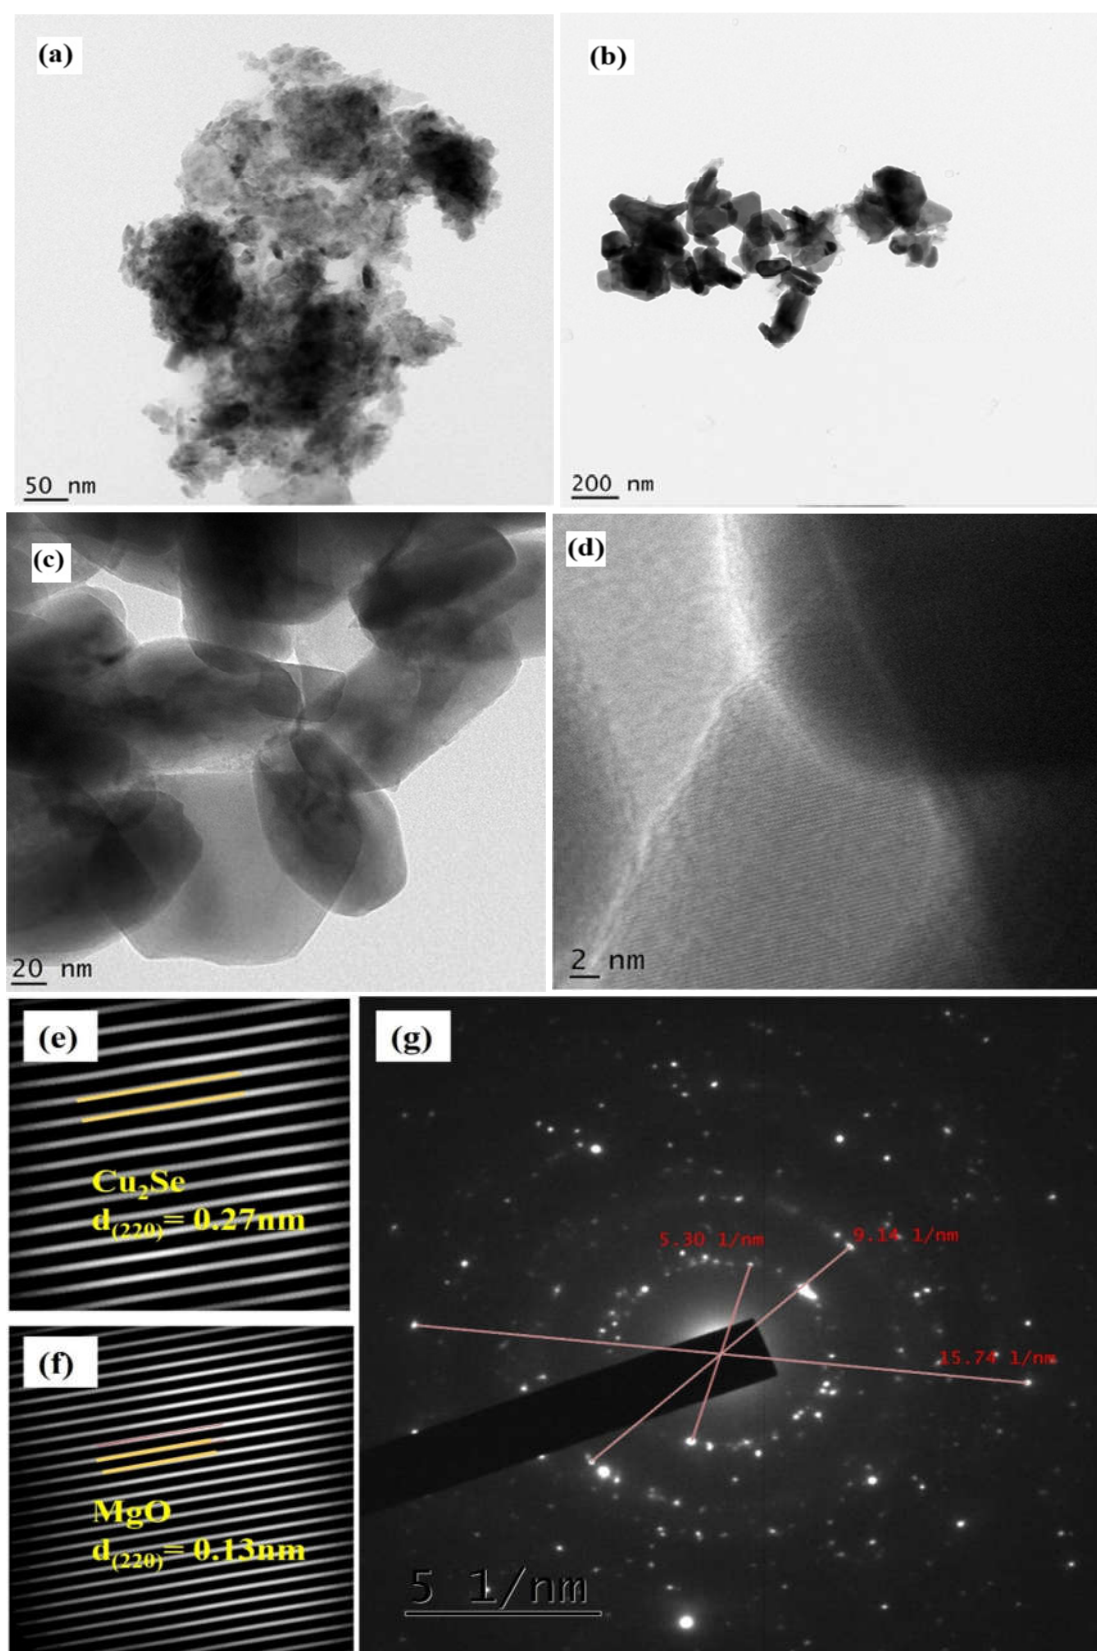 (a)
50 nm
(b)
200 nm
(c)
20 nm
(d)
2 nm
(e)
Cu₂Se
d₍₂₂₀₎= 0.27nm
(f)
MgO
d₍₂₂₀₎= 0.13nm
(g)
5.30 1/nm
9.14 1/nm
15.74 1/nm
5 1/nm